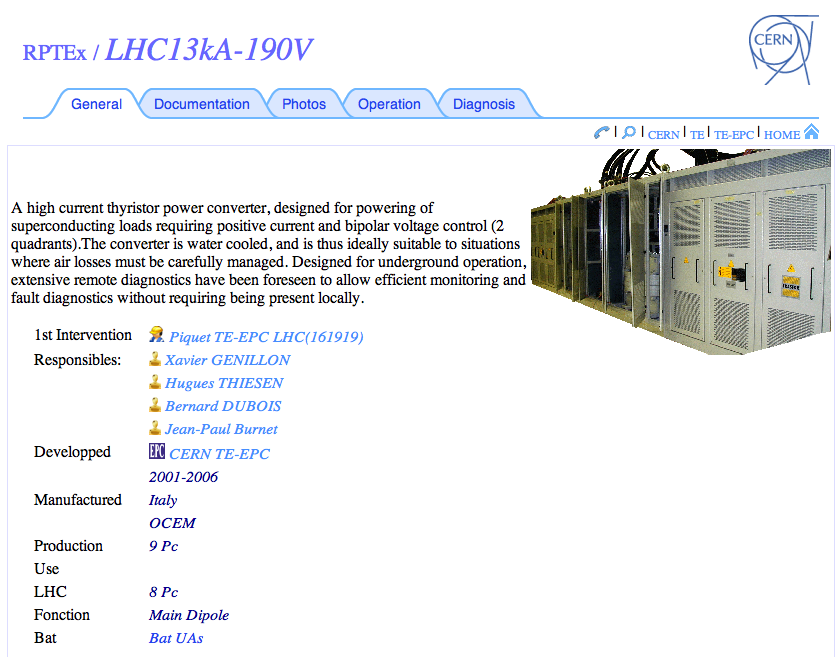 RPTEx / LHC13kA-190V
CERN
General Documentation Photos Operation Diagnosis
CERN TE TE-EPC HOME
A high current thyristor power converter, designed for powering of
superconducting loads requiring positive current and bipolar voltage control (2
quadrants).The converter is water cooled, and is thus ideally suitable to situations
where air losses must be carefully managed. Designed for underground operation,
extensive remote diagnostics have been foreseen to allow efficient monitoring and
fault diagnostics without requiring being present locally.
1st Intervention Piquet TE-EPC LHC(161919)
Responsibles: Xavier GENILLON
Hugues THIESEN
Bernard DUBOIS
Jean-Paul Burnet
Developped EPC CERN TE-EPC
2001-2006
Manufactured Italy
OCEM
Production 9 Pc
Use
LHC 8 Pc
Fonction Main Dipole
Bat Bat UAs